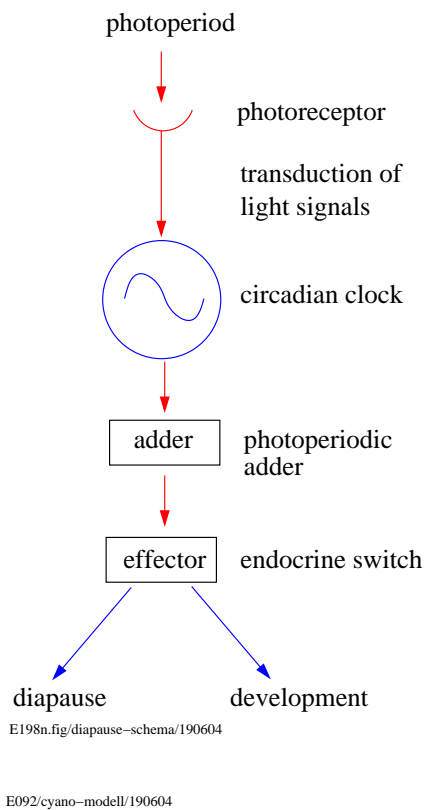 photoperiod
photoreceptor
transduction of
light signals
circadian clock
adder
photoperiodic
adder
effector
endocrine switch
diapause
development
E198n.fig/diapause−schema/190604
E092/cyano−modell/190604